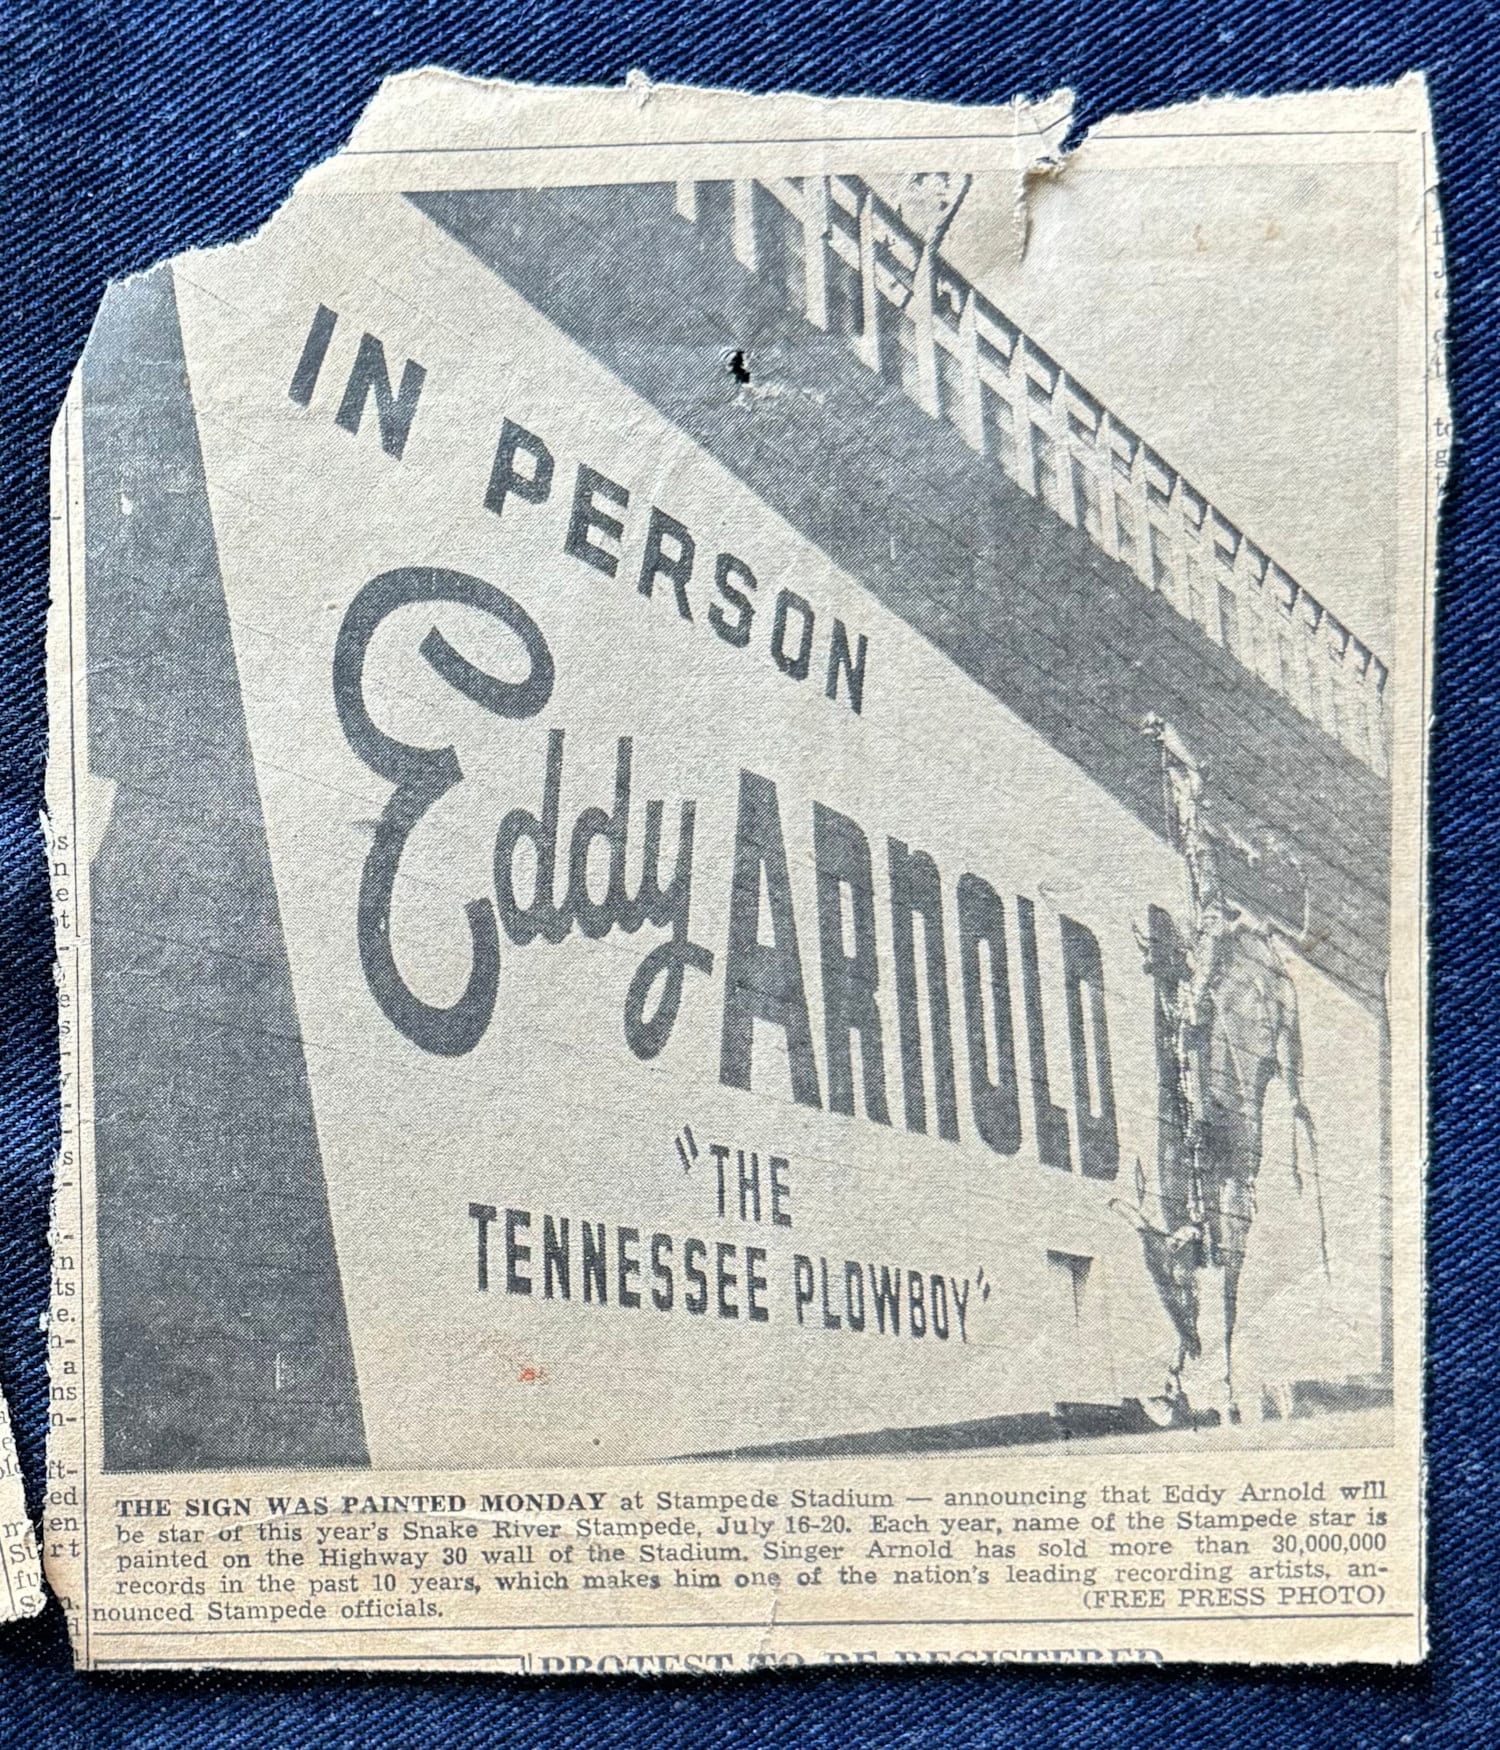 IN PERSON
Eddy ARNOLD
"THE
TENNESSEE PLOWBOY"
THE SIGN WAS PAINTED MONDAY at Stampede Stadium — announcing that Eddy Arnold will
be star of this year's Snake River Stampede, July 16-20. Each year, name of the Stampede star is
painted on the Highway 30 wall of the Stadium. Singer Arnold has sold more than 30,000,000
records in the past 10 years, which makes him one of the nation's leading recording artists, an-
nounced Stampede officials.
(FREE PRESS PHOTO)
PROTEST TO BE REGISTERED